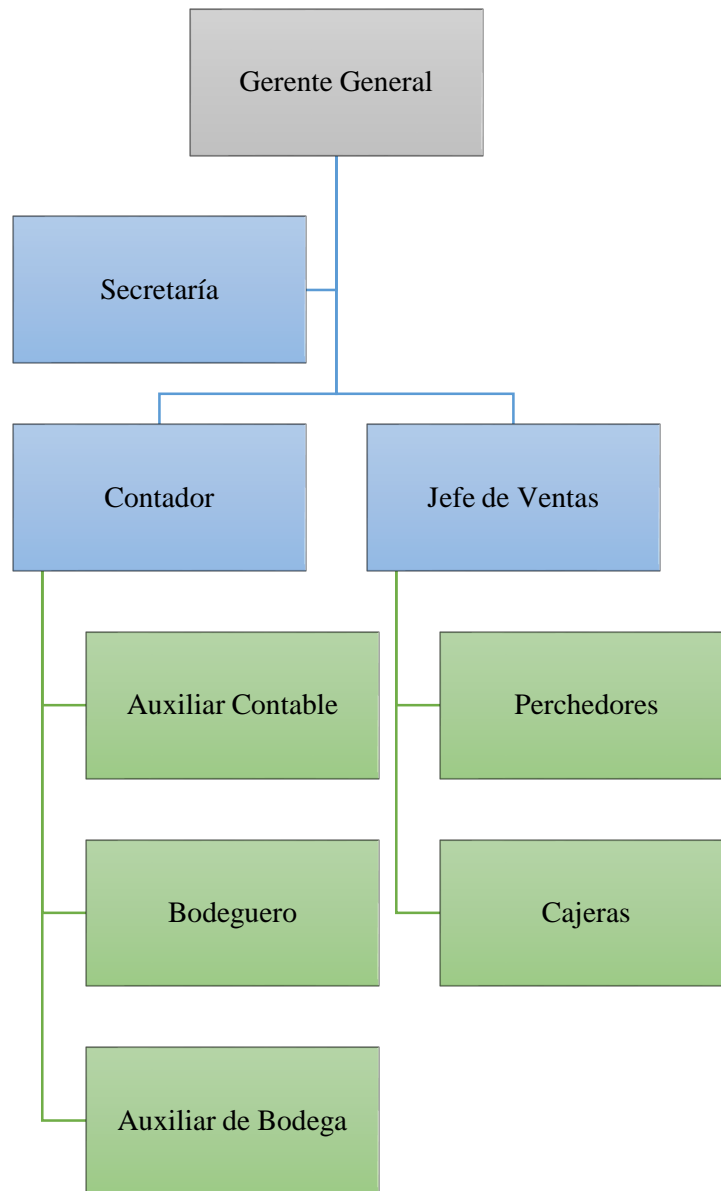 Gerente General
Secretaría
Contador
Jefe de Ventas
Auxiliar Contable
Perchedores
Bodeguero
Cajeras
Auxiliar de Bodega